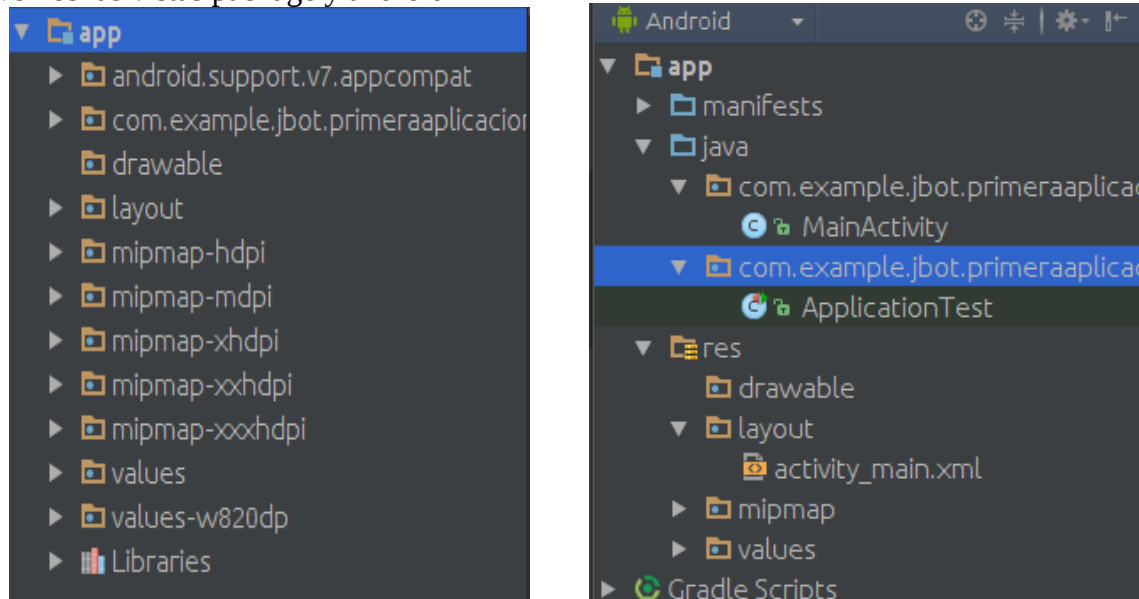 app
android.support.v7.appcompat
com.example.jbot.primeraaplicacion
drawable
layout
mipmap-hdpi
mipmap-mdpi
mipmap-xhdpi
mipmap-xxhdpi
mipmap-xxxhdpi
values
values-w820dp
Libraries
Android
app
manifests
java
com.example.jbot.primeraaplicac
MainActivity
com.example.jbot.primeraaplicac
ApplicationTest
res
drawable
layout
activity_main.xml
mipmap
values
Gradle Scripts